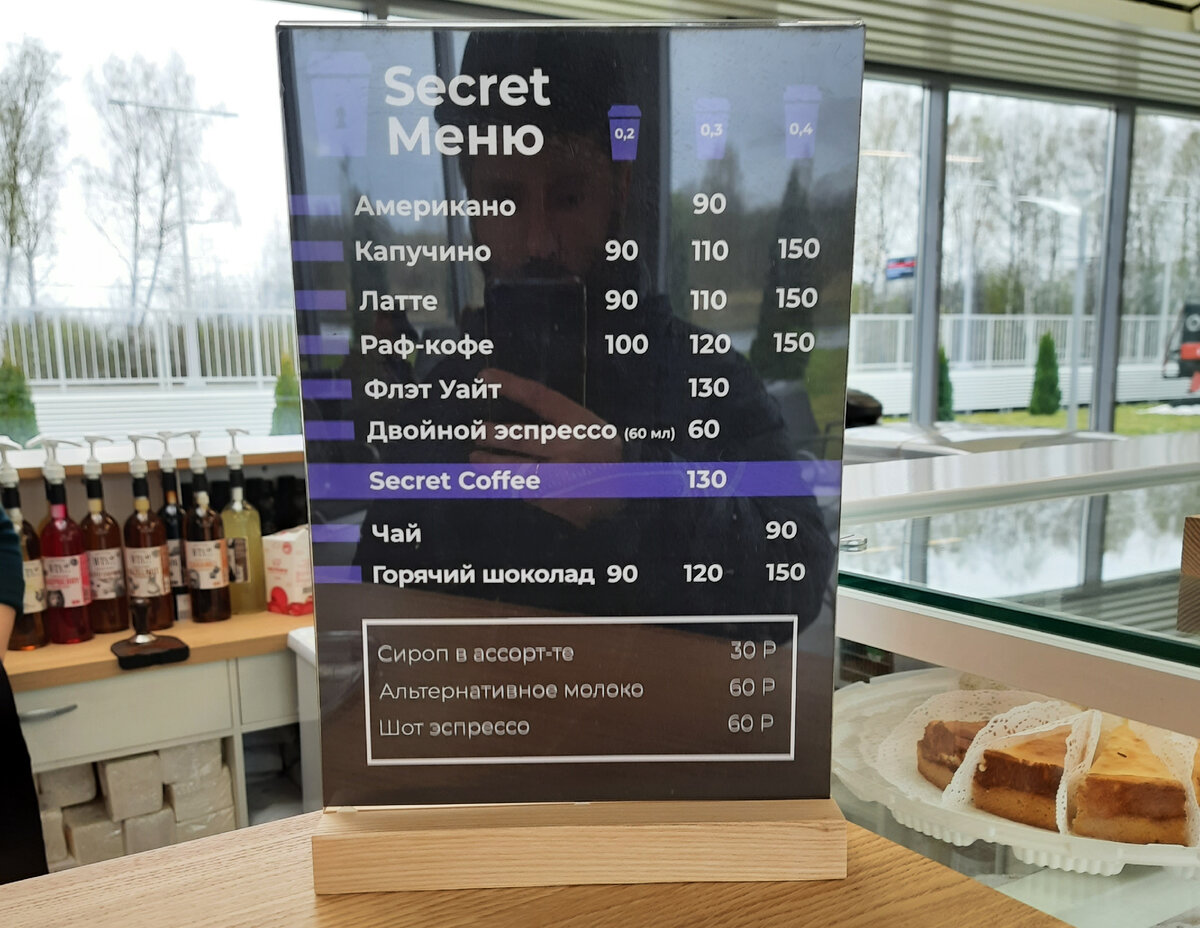 Secret
Меню
0,2 0,3 0,4
Американо 90
Капучино 90 110 150
Латте 90 110 150
Раф-кофе 100 120 150
Флэт Уайт 130
Двойной эспрессо (60 мл) 60
Secret Coffee 130
Чай 90
Горячий шоколад 90 120 150
Сироп в ассорт-те 30 Р
Альтернативное молоко 60 Р
Шот эспрессо 60 Р